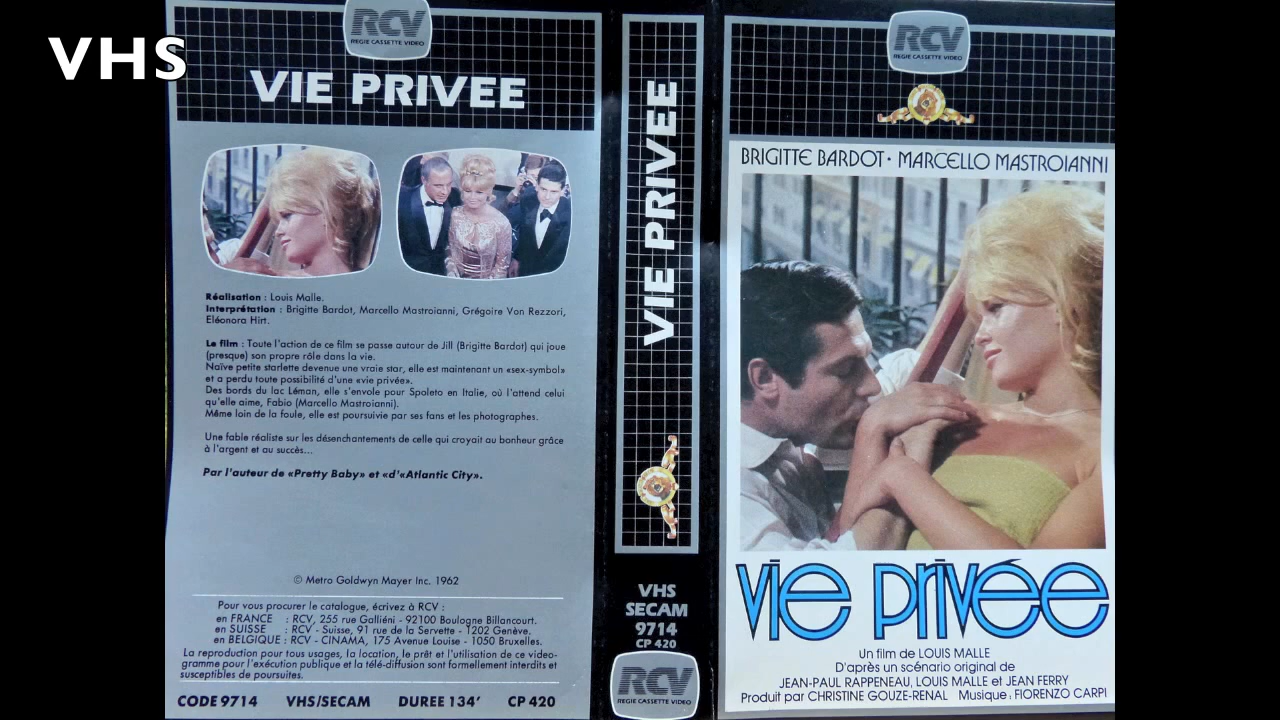 VHS
RCV
REGIE CASSETTE VIDEO
VIE PRIVEE
Réalisation : Louis Malle.
Interprétation : Brigitte Bardot, Marcello Mastroianni, Grégoire Von Rezzori,
Eléonora Hirt.
Le film : Toute l'action de ce film se passe autour de Jill (Brigitte Bardot) qui joue
(presque) son propre rôle dans la vie.
Naïve petite starlette devenue une vraie star, elle est maintenant un «sex-symbol»
et a perdu toute possibilité d'une «vie privée».
Des bords du lac Léman, elle s'envole pour Spoleto en Italie, où l'attend celui
qu'elle aime, Fabio (Marcello Mastroianni).
Même loin de la foule, elle est poursuivie par ses fans et les photographes.
Une fable réaliste sur les désenchantements de celle qui croyait au bonheur grâce
à l'argent et au succès...
Par l'auteur de «Pretty Baby» et «d'«Atlantic City».
© Metro Goldwyn Mayer Inc. 1962
Pour vous procurer le catalogue, écrivez à RCV :
en FRANCE : RCV, 255 rue Galliéni - 92100 Boulogne Billancourt.
en SUISSE : RCV - Suisse, 91 rue de la Servette - 1202 Genève.
en BELGIQUE : RCV - CINAMA, 175 Avenue Louise - 1050 Bruxelles.
La reproduction pour tous usages, la location, le prêt et l'utilisation de ce video-
gramme pour l'exécution publique et la télé-diffusion sont formellement interdits et
susceptibles de poursuites.
CODE 9714 VHS/SECAM DUREE 134' CP 420
VIE PRIVEE
VHS
SECAM
9714
CP 420
RCV
REGIE CASSETTE VIDEO
RCV
REGIE CASSETTE VIDEO
BRIGITTE BARDOT • MARCELLO MASTROIANNI
vie privée
Un film de LOUIS MALLE
D'après un scénario original de
JEAN-PAUL RAPPENEAU, LOUIS MALLE et JEAN FERRY
Produit par CHRISTINE GOUZE-RENAL Musique : FIORENZO CARPI